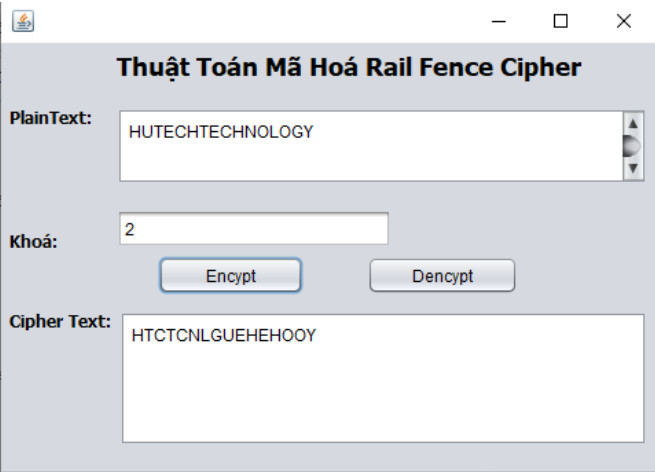 Thuật Toán Mã Hoá Rail Fence Cipher
PlainText:
HUTECHTECHNOLOGY
Khoá:
2
Encypt
Dencypt
Cipher Text:
HTCTCNLGUEHEHOOY